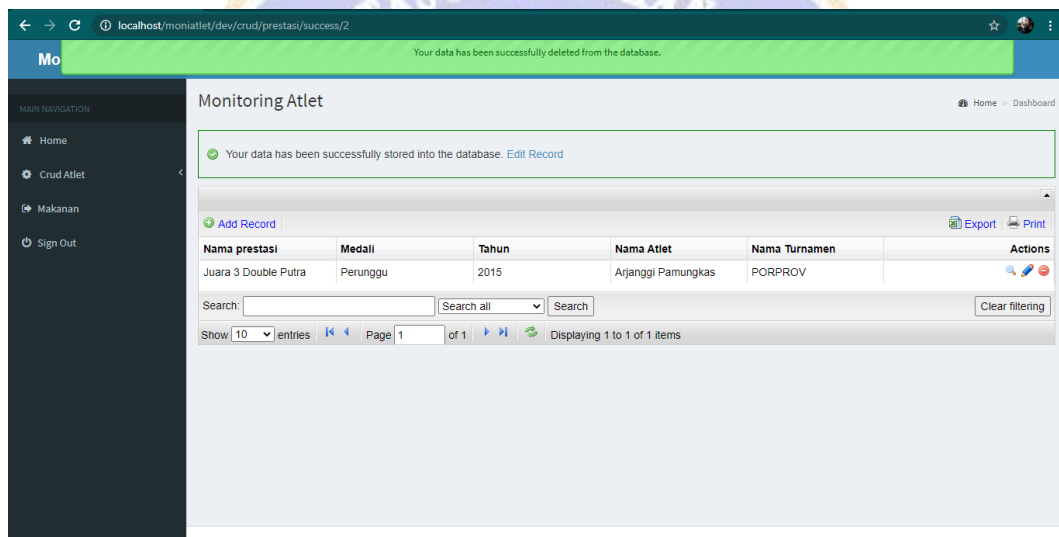 localhost/moniatlet/dev/crud/prestasi/success/2
Your data has been successfully deleted from the database.
Mo
MAIN NAVIGATION
Monitoring Atlet
Home > Dashboard
Home
Crud Atlet
Makanan
Sign Out
Your data has been successfully stored into the database. Edit Record
Add Record
Export Print
Nama prestasi Medali Tahun Nama Atlet Nama Turnamen Actions
Juara 3 Double Putra Perunggu 2015 Arjanggi Pamungkas PORPROV
Search: Search all Search Clear filtering
Show 10 entries Page 1 of 1 Displaying 1 to 1 of 1 items